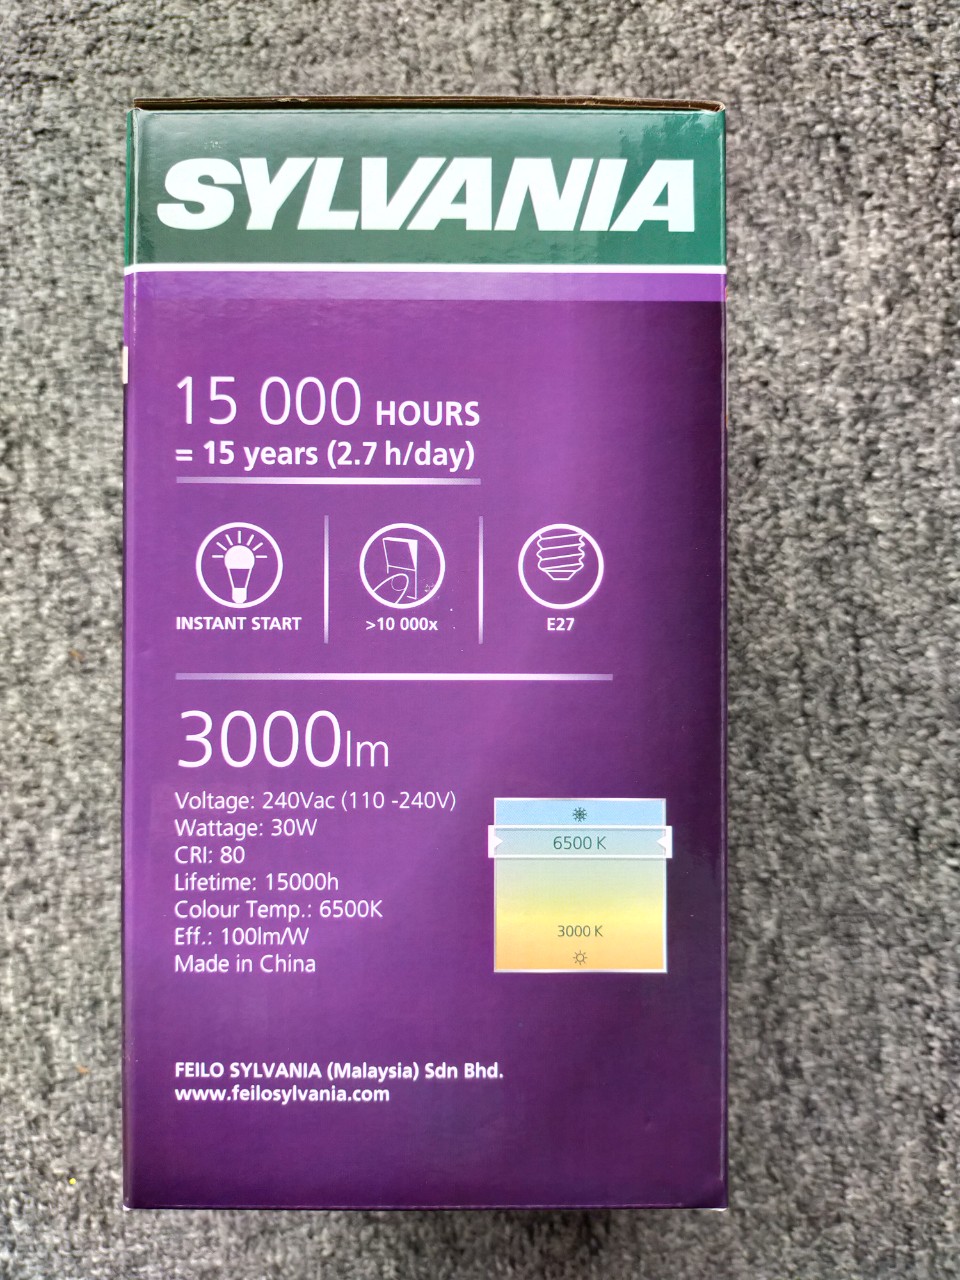 SYLVANIA
15 000 HOURS
= 15 years (2.7 h/day)
INSTANT START
>10 000x
E27
3000lm
Voltage: 240Vac (110 -240V)
Wattage: 30W
CRI: 80
Lifetime: 15000h
Colour Temp.: 6500K
Eff.: 100lm/W
Made in China
6500 K
3000 K
FEILO SYLVANIA (Malaysia) Sdn Bhd.
www.feilosylvania.com